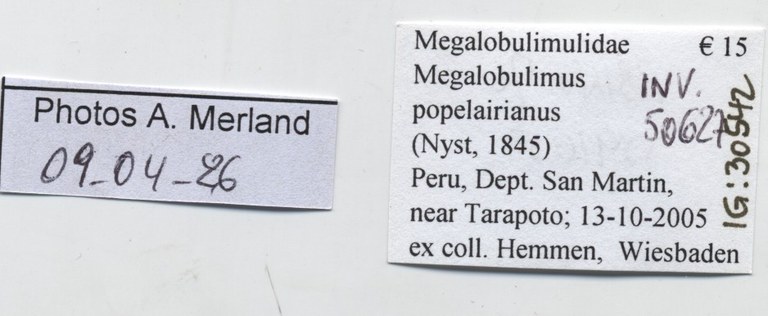 Photos A. Merland
09-04-26
Megalobulimulidae € 15
Megalobulimus
popelairianus
(Nyst, 1845)
Peru, Dept. San Martin,
near Tarapoto; 13-10-2005
ex coll. Hemmen, Wiesbaden
INV.
50627
IG:30542